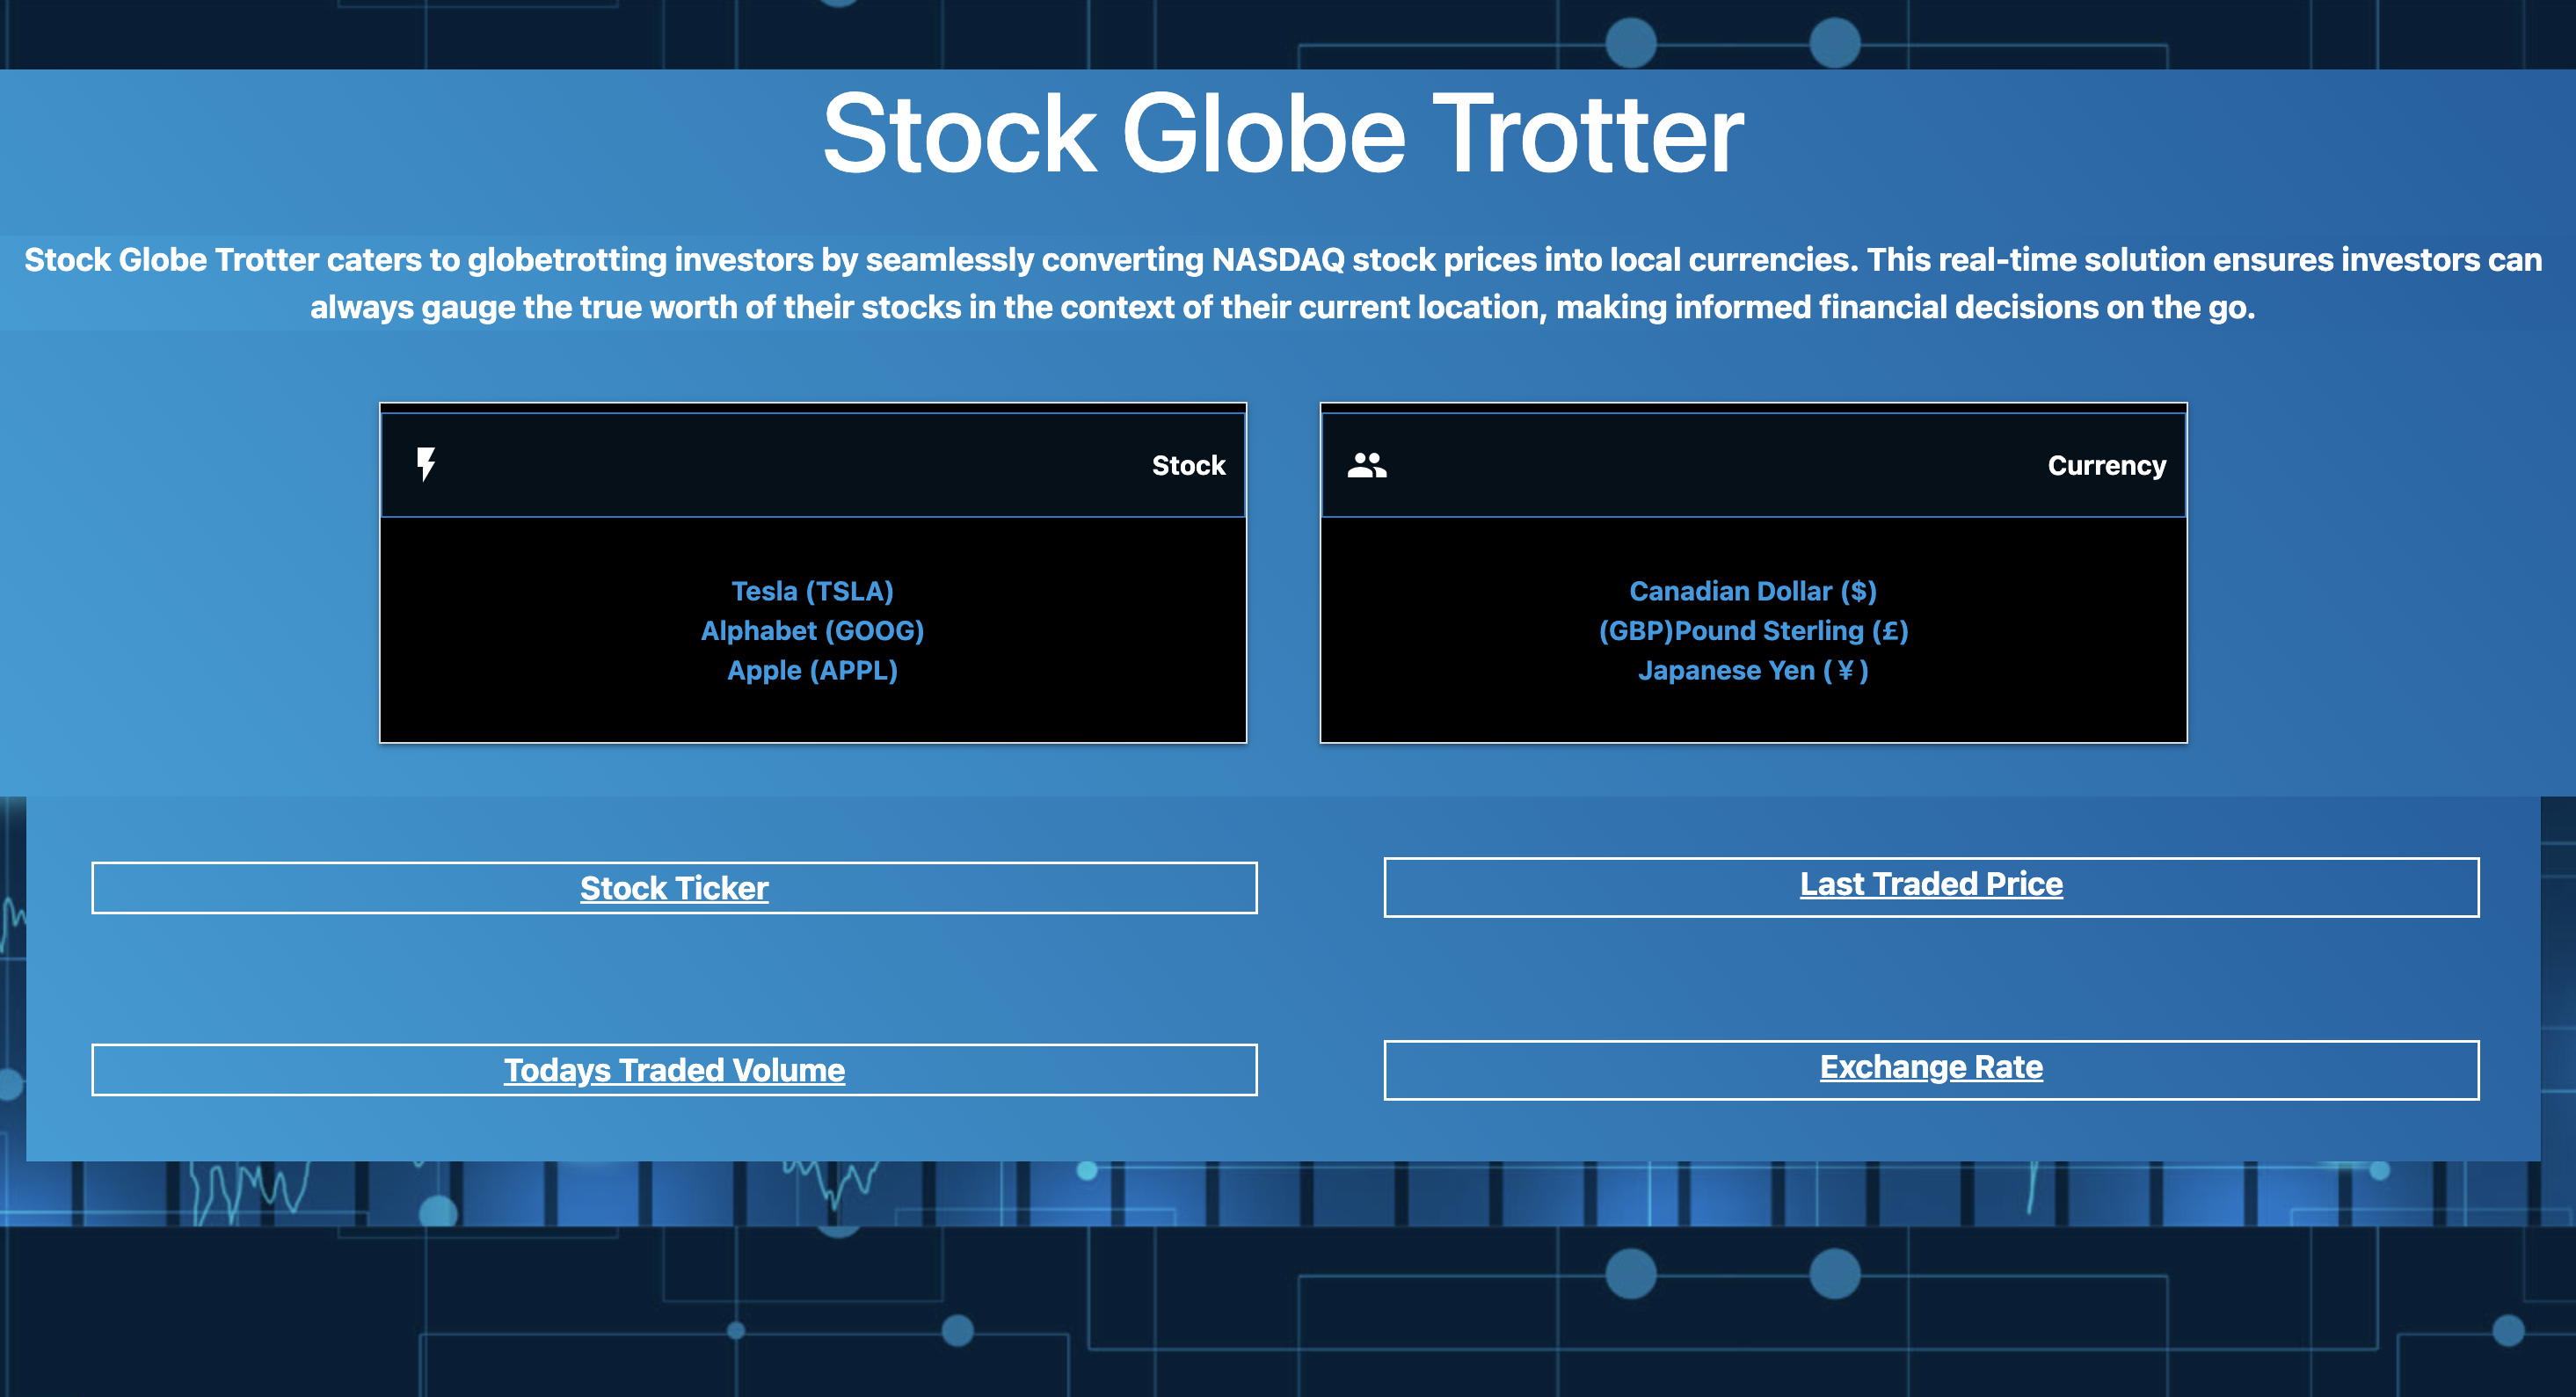 Stock Globe Trotter
Stock Globe Trotter caters to globetrotting investors by seamlessly converting NASDAQ stock prices into local currencies. This real-time solution ensures investors can
always gauge the true worth of their stocks in the context of their current location, making informed financial decisions on the go.
Stock
Tesla (TSLA)
Alphabet (GOOG)
Apple (APPL)
Currency
Canadian Dollar ($)
(GBP)Pound Sterling (£)
Japanese Yen ( ¥ )
Stock Ticker
Last Traded Price
Todays Traded Volume
Exchange Rate